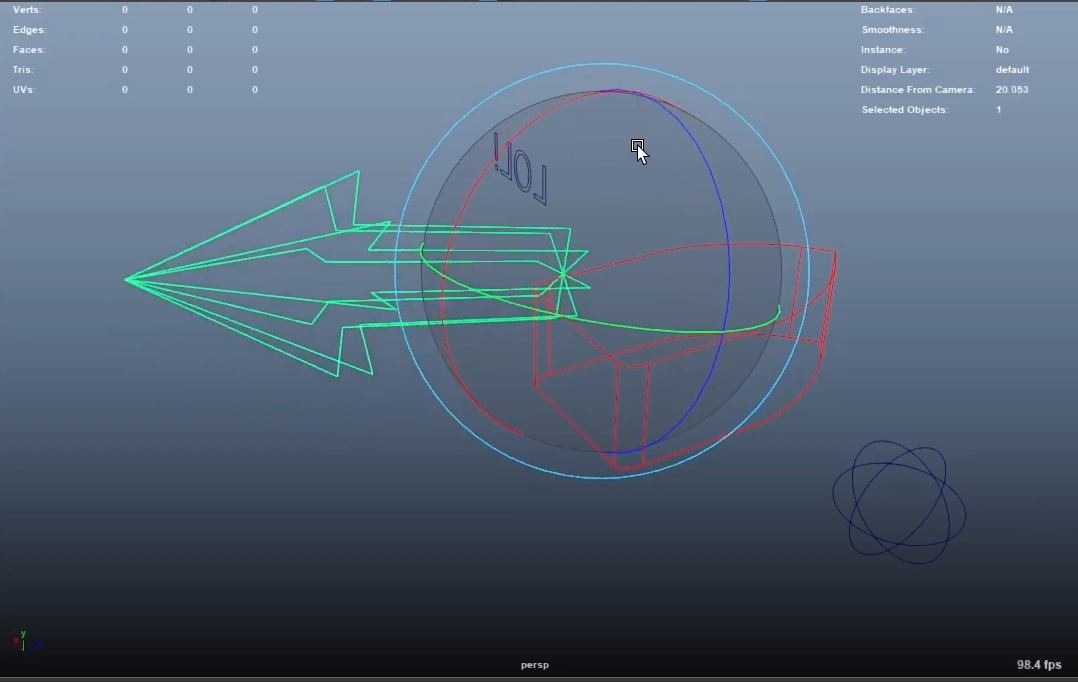 Verts: 0 0 0
Edges: 0 0 0
Faces: 0 0 0
Tris: 0 0 0
UVs: 0 0 0
Backfaces: N/A
Smoothness: N/A
Instance: No
Display Layer: default
Distance From Camera: 20.053
Selected Objects: 1
LOL!
y
persp
98.4 fps